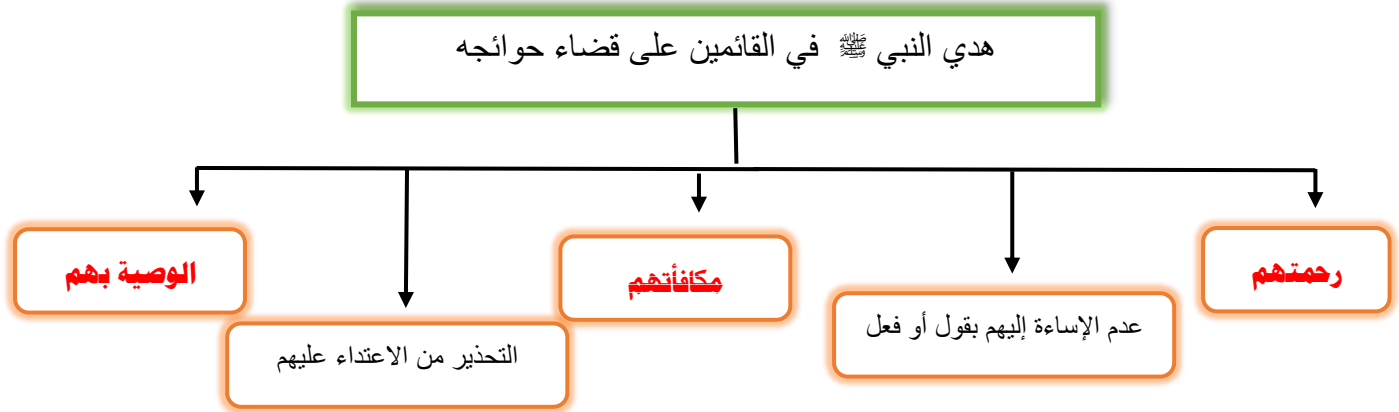 هدي النبي ﷺ في القائمين على قضاء حوائجه
رحمتهم
عدم الإساءة إليهم بقول أو فعل
مكافأتهم
التحذير من الاعتداء عليهم
الوصية بهم